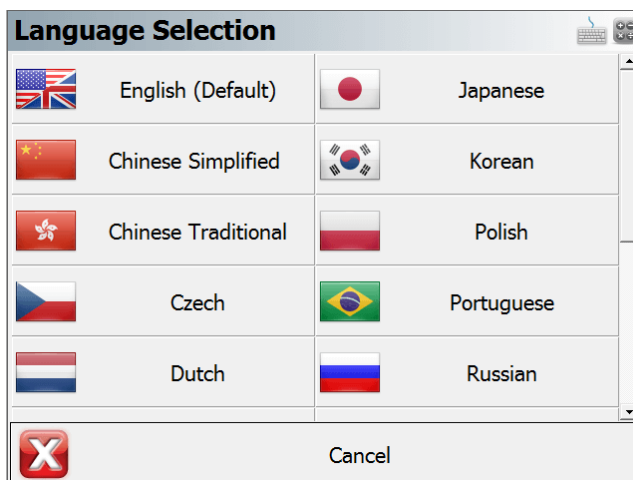 Language Selection
English (Default)
Japanese
Chinese Simplified
Korean
Chinese Traditional
Polish
Czech
Portuguese
Dutch
Russian
Cancel